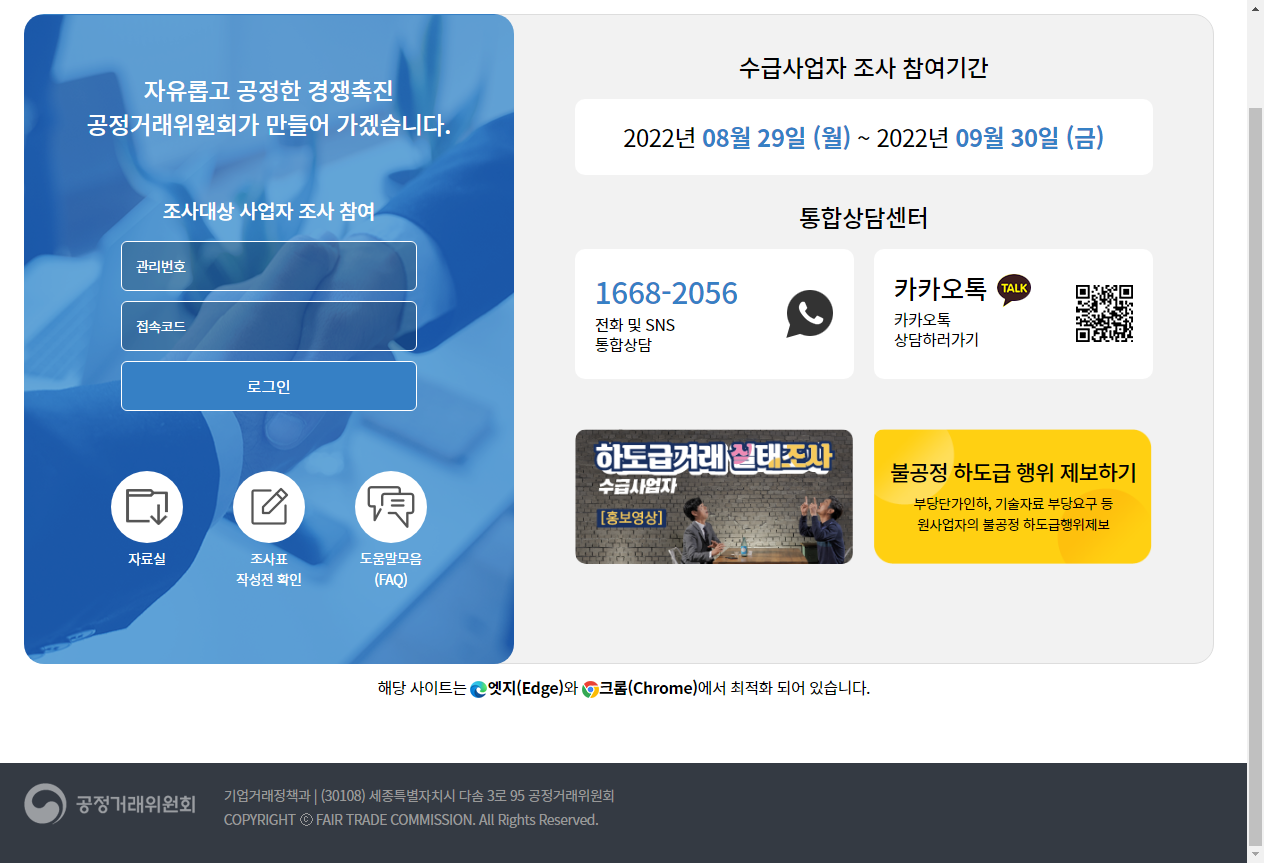 자유롭고 공정한 경쟁촉진
공정거래위원회가 만들어 가겠습니다.
조사대상 사업자 조사 참여
관리번호
접속코드
로그인
자료실
조사표
작성전 확인
도움말모음
(FAQ)
수급사업자 조사 참여기간
2022년 08월 29일 (월) ~ 2022년 09월 30일 (금)
통합상담센터
1668-2056
전화 및 SNS
통합상담
카카오톡 TALK
카카오톡
상담하러가기
하도급거래 실태조사
수급사업자
[홍보영상]
불공정 하도급 행위 제보하기
부당단가인하, 기술자료 부당요구 등
원사업자의 불공정 하도급행위제보
해당 사이트는 엣지(Edge)와 크롬(Chrome)에서 최적화 되어 있습니다.
공정거래위원회
기업거래정책과 | (30108) 세종특별자치시 다솜 3로 95 공정거래위원회
COPYRIGHT ⓒ FAIR TRADE COMMISSION. All Rights Reserved.